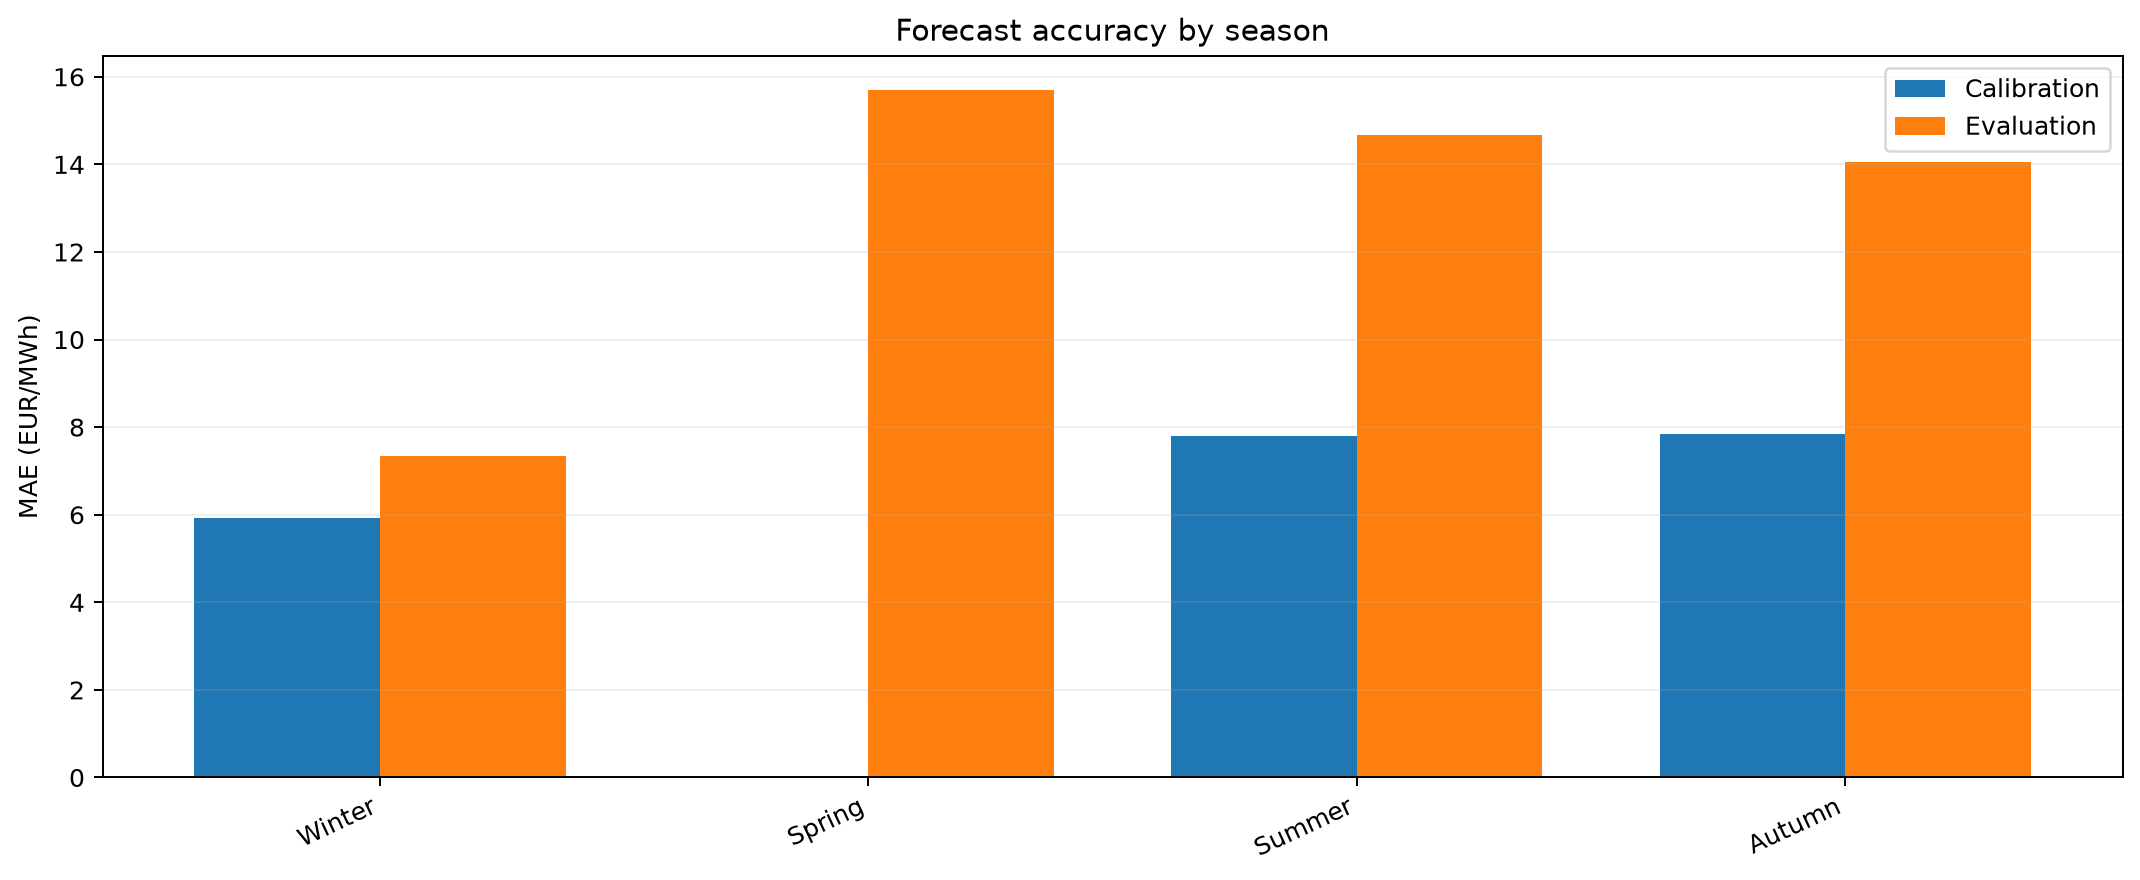 Forecast accuracy by season
MAE (EUR/MWh)
16
14
12
10
8
6
4
2
0
Calibration
Evaluation
Winter
Spring
Summer
Autumn